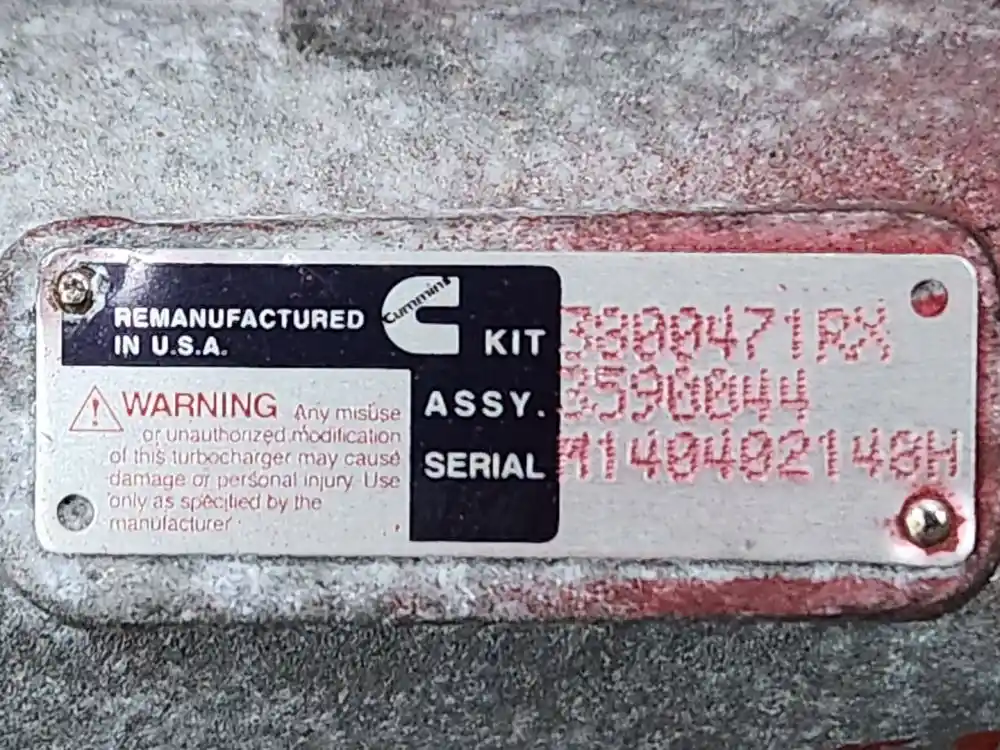 REMANUFACTURED
IN U.S.A.
Cummins
KIT 3800471RX
ASSY. 3590044
SERIAL M140402140H
WARNING Any misuse
or unauthorized modification
of this turbocharger may cause
damage or personal injury. Use
only as specified by the
manufacturer.